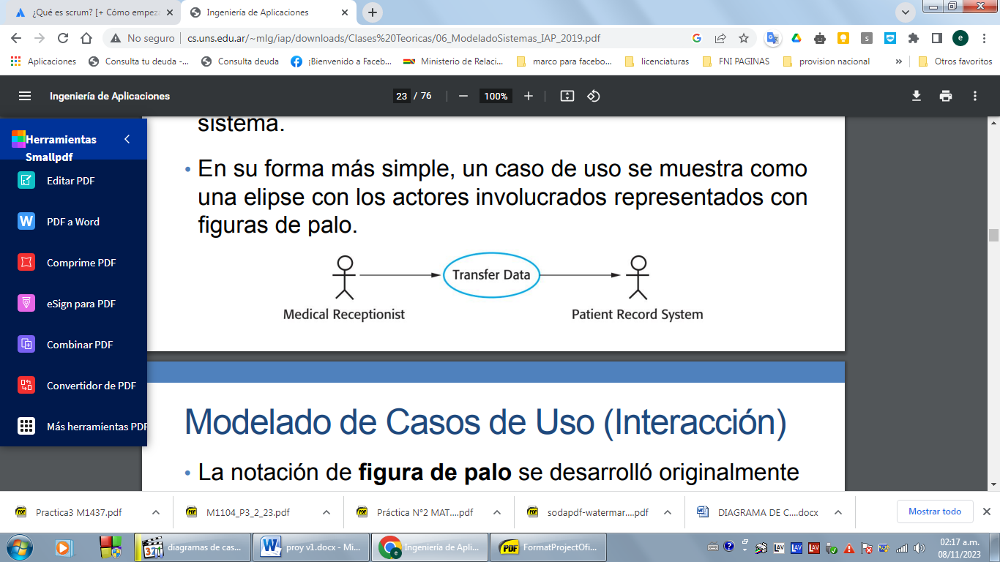 ¿Qué es scrum? [+ Cómo empeza
Ingeniería de Aplicaciones
No seguro
cs.uns.edu.ar/~mlg/iap/downloads/Clases%20Teoricas/06_ModeladoSistemas_IAP_2019.pdf
Aplicaciones
Consulta tu deuda -...
Consulta deuda
¡Bienvenido a Faceb...
Ministerio de Relaci...
marco para facebo...
licenciaturas
FNI PAGINAS
provision nacional
»
Otros favoritos
Ingeniería de Aplicaciones
23 / 76
100%
Herramientas
Smallpdf
Editar PDF
PDF a Word
Comprime PDF
eSign para PDF
Combinar PDF
Convertidor de PDF
Más herramientas PDF
sistema.
• En su forma más simple, un caso de uso se muestra como
una elipse con los actores involucrados representados con
figuras de palo.
Transfer Data
Medical Receptionist
Patient Record System
Modelado de Casos de Uso (Interacción)
• La notación de figura de palo se desarrolló originalmente
Practica3 M1437.pdf
M1104_P3_2_23.pdf
Práctica N°2 MAT....pdf
sodapdf-watermar....pdf
DIAGRAMA DE C....docx
Mostrar todo
diagramas de cas...
proy v1.docx - Mi...
Ingeniería de Apli...
FormatProjectOfi...
02:17 a.m.
08/11/2023